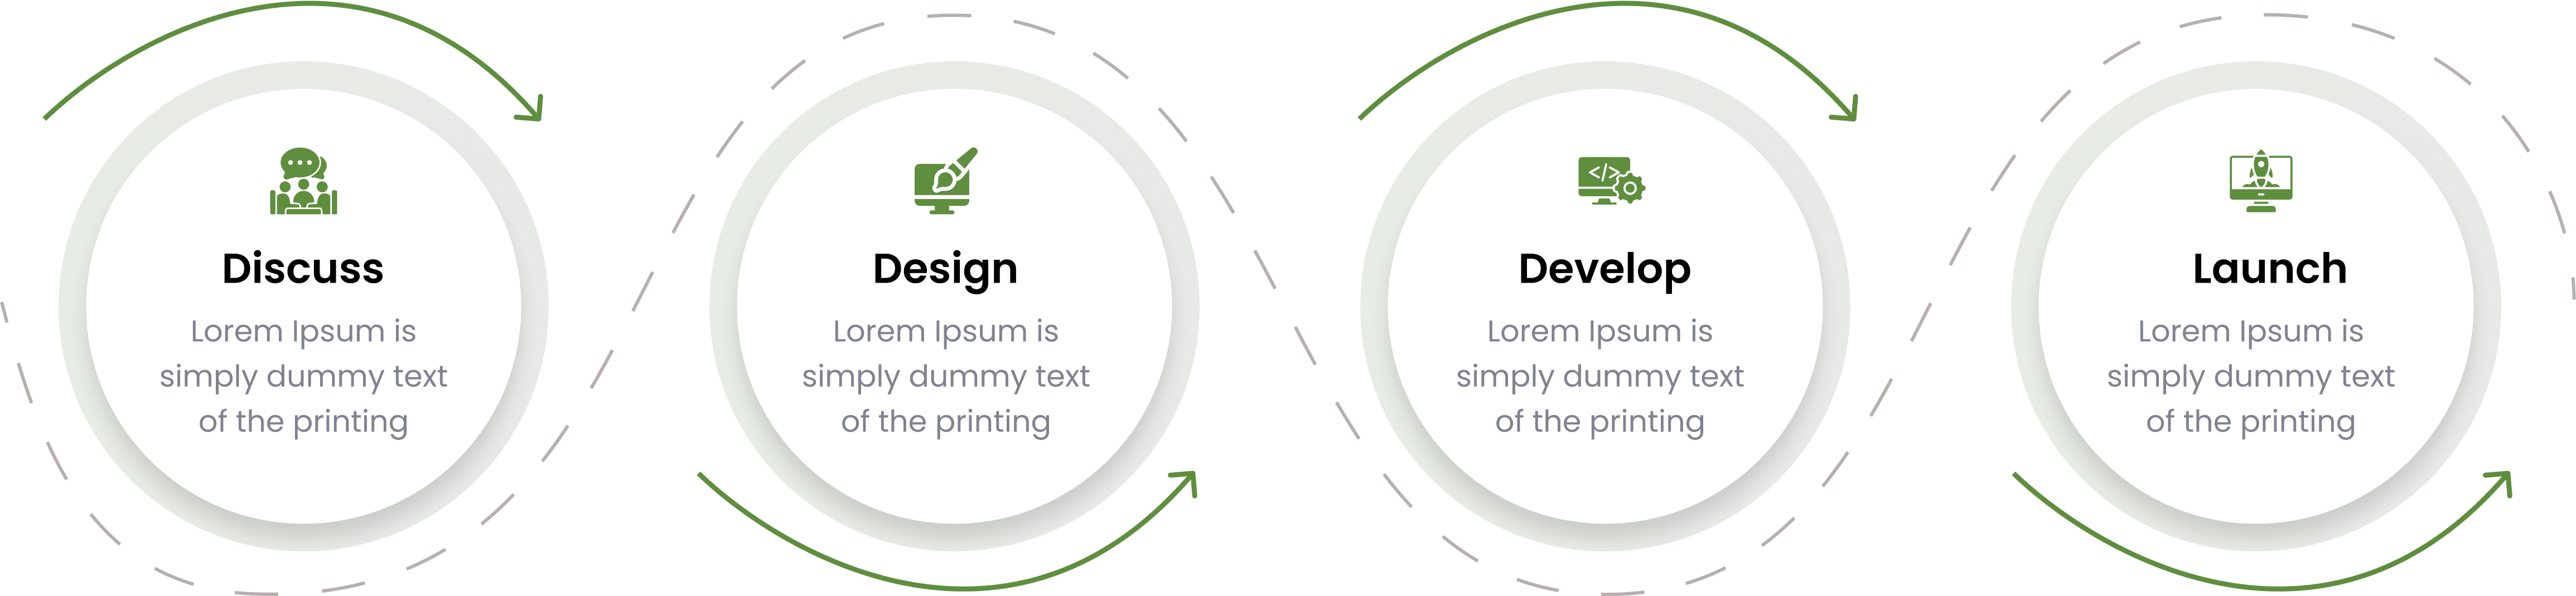 Discuss
Lorem Ipsum is
simply dummy text
of the printing
Design
Lorem Ipsum is
simply dummy text
of the printing
</>
Develop
Lorem Ipsum is
simply dummy text
of the printing
Launch
Lorem Ipsum is
simply dummy text
of the printing